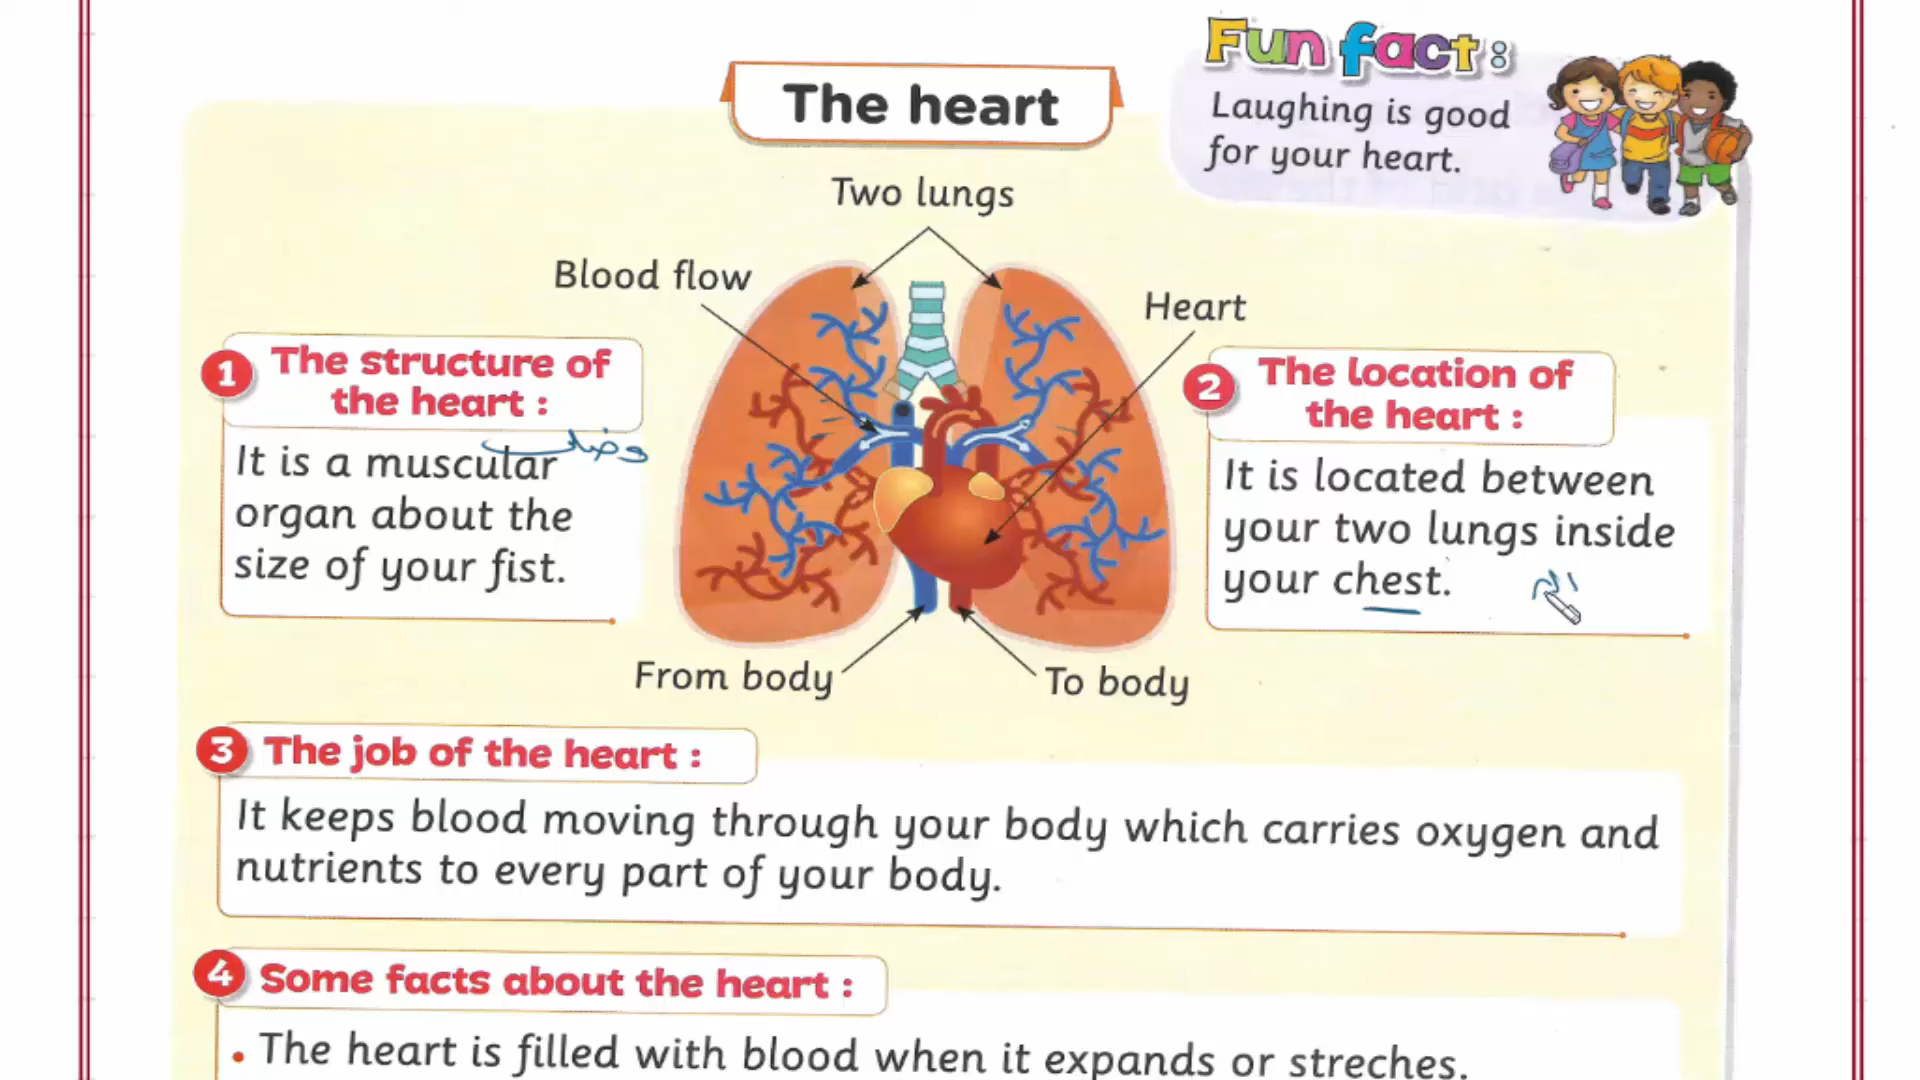 Fun fact:
Laughing is good
for your heart.
The heart
Two lungs
Blood flow
Heart
1 The structure of
the heart :
It is a muscular
organ about the
size of your fist.
2 The location of
the heart :
It is located between
your two lungs inside
your chest.
From body
To body
3 The job of the heart :
It keeps blood moving through your body which carries oxygen and
nutrients to every part of your body.
4 Some facts about the heart :
• The heart is filled with blood when it expands or streches.